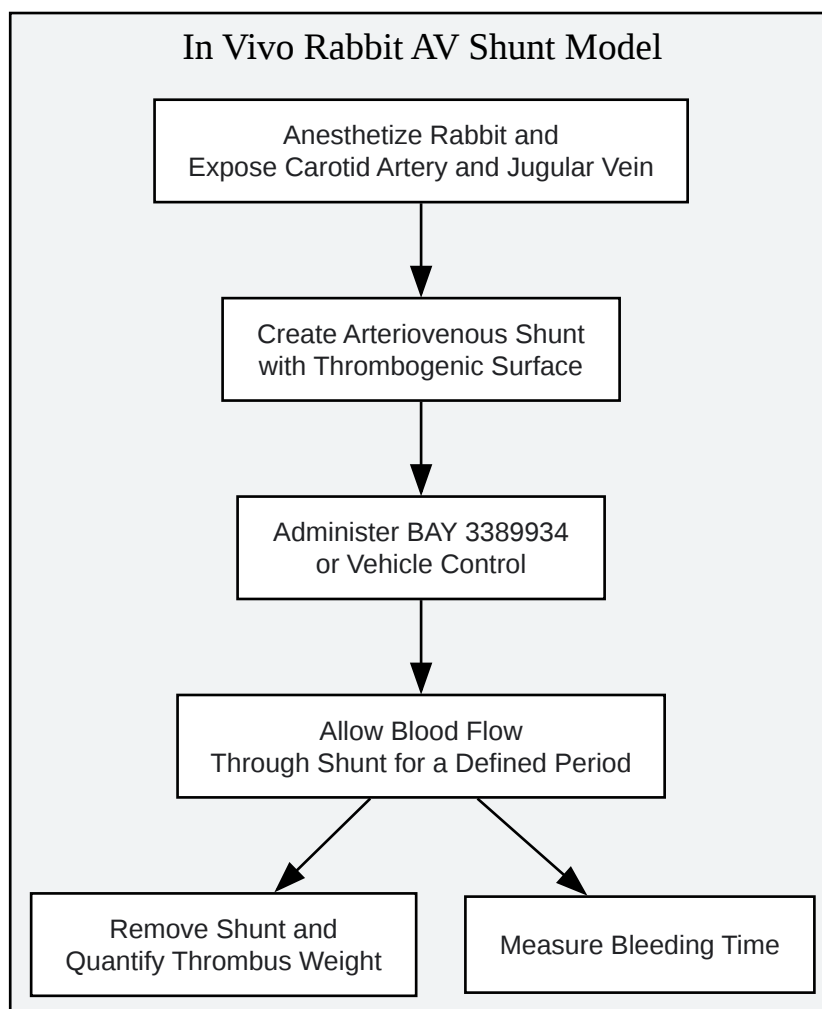 In Vivo Rabbit AV Shunt Model
Anesthetize Rabbit and
Expose Carotid Artery and Jugular Vein
Create Arteriovenous Shunt
with Thrombogenic Surface
Administer BAY 3389934
or Vehicle Control
Allow Blood Flow
Through Shunt for a Defined Period
Remove Shunt and
Quantify Thrombus Weight
Measure Bleeding Time